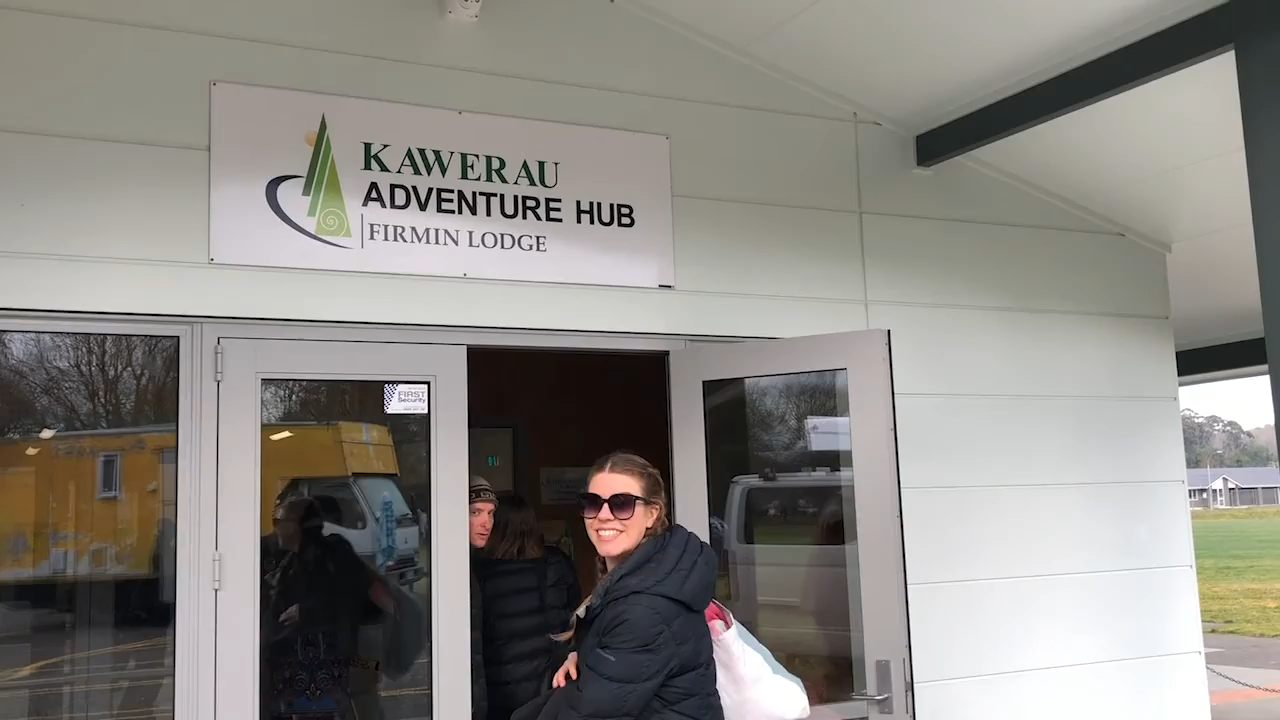 KAWERAU
ADVENTURE HUB
FIRMIN LODGE
FIRST
Security